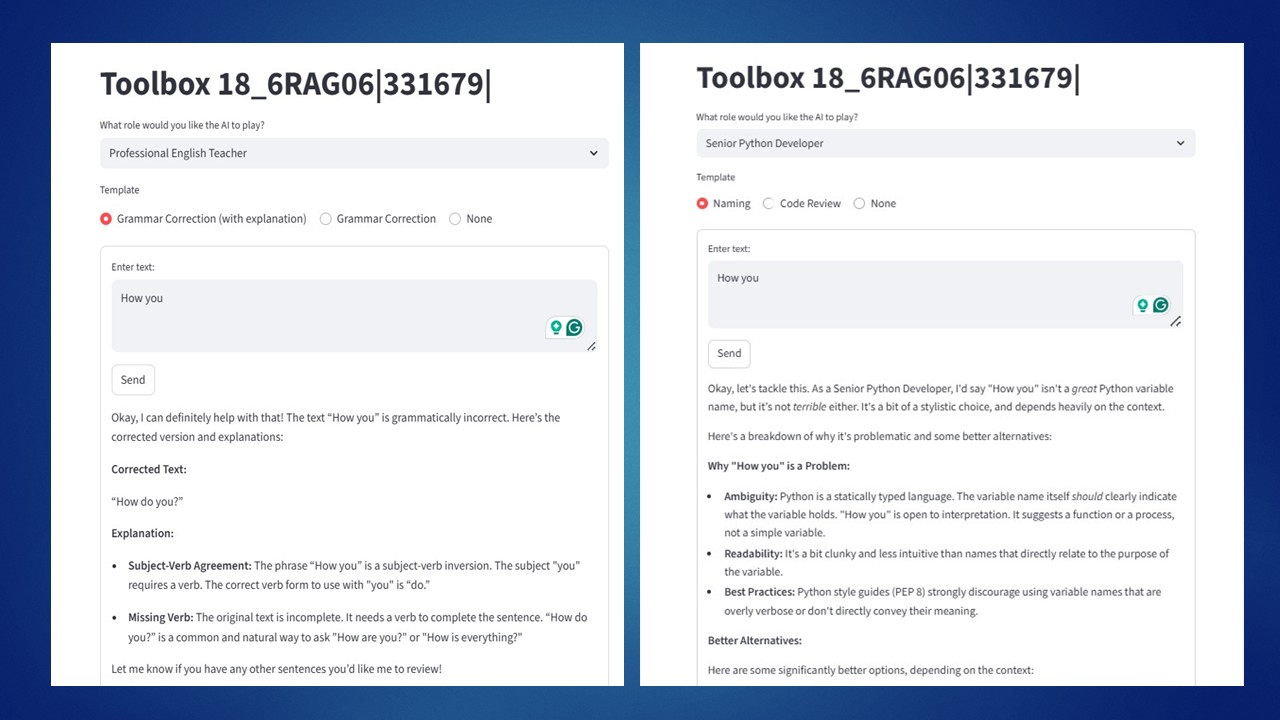 Toolbox 18_6RAG06|331679|
What role would you like the AI to play?
Professional English Teacher
Template
Grammar Correction (with explanation) Grammar Correction None
Enter text:
How you
Send
Okay, I can definitely help with that! The text “How you” is grammatically incorrect. Here’s the
corrected version and explanations:
Corrected Text:
“How do you?”
Explanation:
• Subject-Verb Agreement: The phrase “How you” is a subject-verb inversion. The subject "you"
requires a verb. The correct verb form to use with "you" is “do.”
• Missing Verb: The original text is incomplete. It needs a verb to complete the sentence. “How do
you?” is a common and natural way to ask "How are you?" or "How is everything?"
Let me know if you have any other sentences you’d like me to review!
Toolbox 18_6RAG06|331679|
What role would you like the AI to play?
Senior Python Developer
Template
Naming Code Review None
Enter text:
How you
Send
Okay, let's tackle this. As a Senior Python Developer, I'd say "How you" isn't a great Python variable
name, but it’s not terrible either. It's a bit of a stylistic choice, and depends heavily on the context.
Here's a breakdown of why it's problematic and some better alternatives:
Why "How you" is a Problem:
• Ambiguity: Python is a statically typed language. The variable name itself should clearly indicate
what the variable holds. "How you" is open to interpretation. It suggests a function or a process,
not a simple variable.
• Readability: It's a bit clunky and less intuitive than names that directly relate to the purpose of
the variable.
• Best Practices: Python style guides (PEP 8) strongly discourage using variable names that are
overly verbose or don't directly convey their meaning.
Better Alternatives:
Here are some significantly better options, depending on the context: